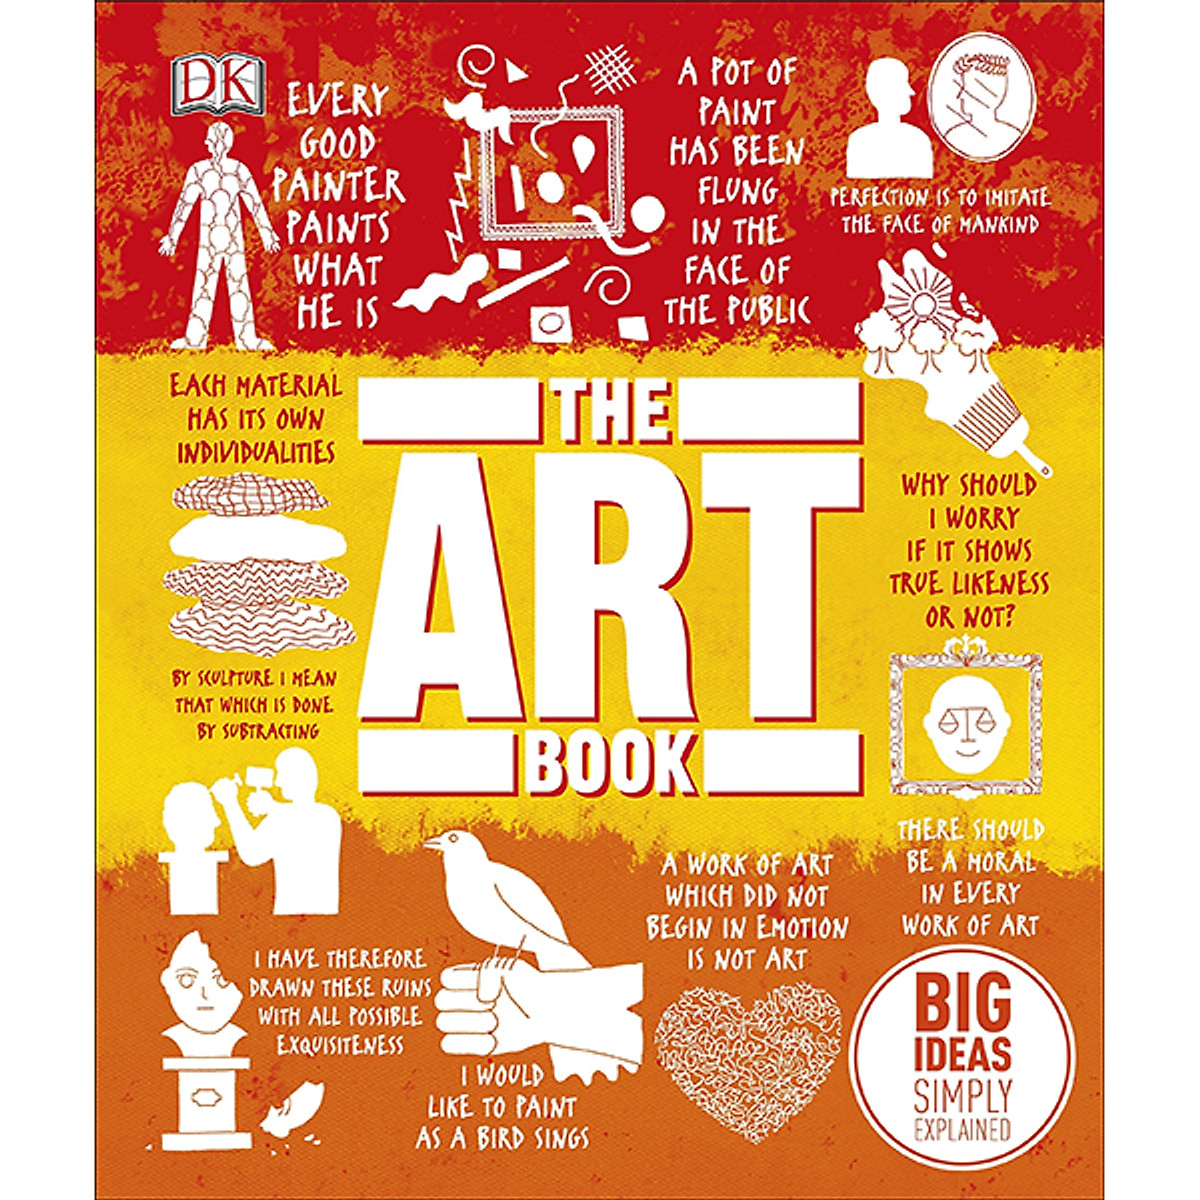 DK
EVERY
GOOD
PAINTER
PAINTS
WHAT
HE IS
A POT OF
PAINT
HAS BEEN
FLUNG
IN THE
FACE OF
THE PUBLIC
PERFECTION IS TO IMITATE
THE FACE OF MANKIND
EACH MATERIAL
HAS ITS OWN
INDIVIDUALITIES
THE
ART
BOOK
WHY SHOULD
I WORRY
IF IT SHOWS
TRUE LIKENESS
OR NOT?
BY SCULPTURE I MEAN
THAT WHICH IS DONE
BY SUBTRACTING
THERE SHOULD
BE A MORAL
IN EVERY
WORK OF ART
A WORK OF ART
WHICH DID NOT
BEGIN IN EMOTION
IS NOT ART
I HAVE THEREFORE
DRAWN THESE RUINS
WITH ALL POSSIBLE
EXQUISITENESS
I WOULD
LIKE TO PAINT
AS A BIRD SINGS
BIG
IDEAS
SIMPLY
EXPLAINED